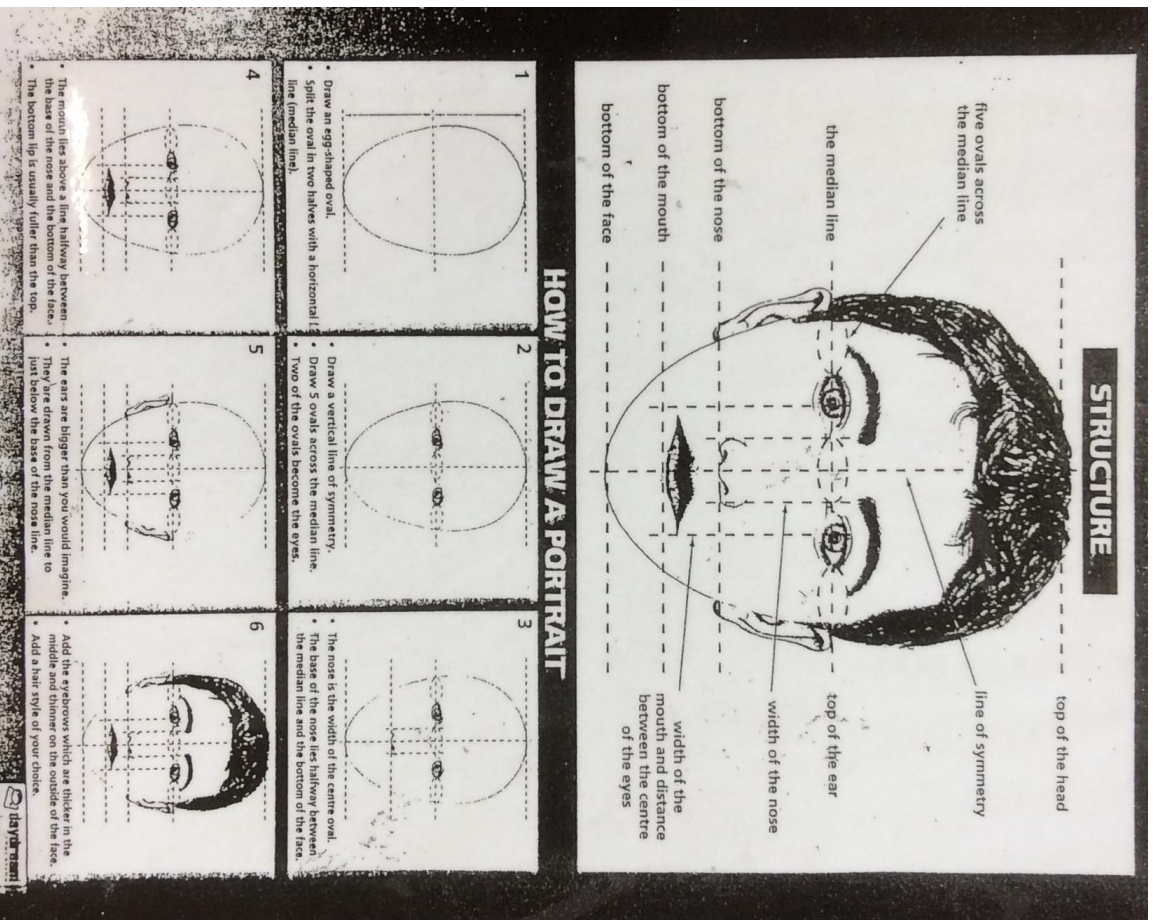 STRUCTURE
top of the head
five ovals across
the median line
line of symmetry
the median line
top of the ear
width of the nose
bottom of the nose
width of the
mouth and distance
between the centre
of the eyes
bottom of the mouth
bottom of the face
HOW TO DRAW A PORTRAIT
1
• Draw an egg-shaped oval.
• Split the oval in two halves with a horizontal
line (median line).
2
• Draw a vertical line of symmetry.
• Draw 5 ovals across the median line.
• Two of the ovals become the eyes.
3
• The nose is the width of the centre oval.
• The base of the nose lies halfway between
the median line and the bottom of the face.
4
• The mouth lies above a line halfway between
the base of the nose and the bottom of the face.
• The bottom lip is usually fuller than the top.
5
• The ears are bigger than you would imagine.
• They are drawn from the median line to
just below the base of the nose line.
6
• Add the eyebrows which are thicker in the
middle and thinner on the outside of the face.
• Add a hair style of your choice.
daydream